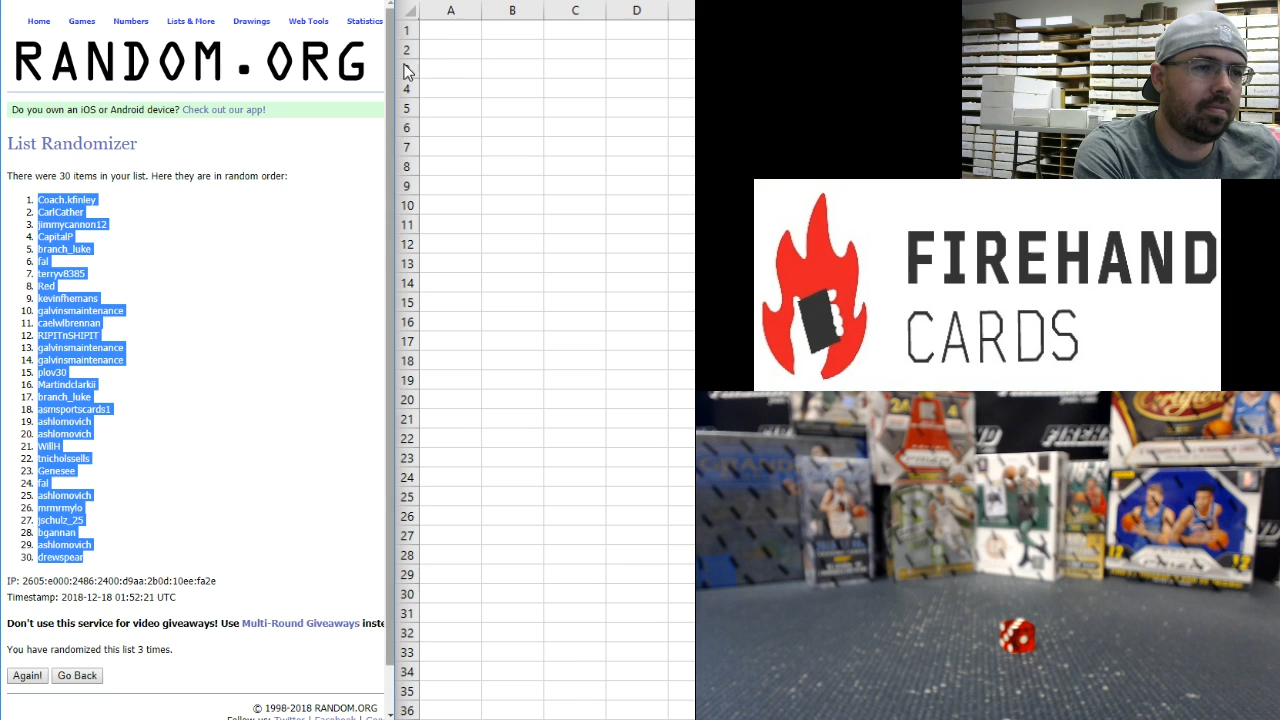 Home Games Numbers Lists & More Drawings Web Tools Statistics
RANDOM.ORG
Do you own an iOS or Android device? Check out our app!
List Randomizer
There were 30 items in your list. Here they are in random order:
1. Coach.kfinley
2. CarlCather
3. jimmycannon12
4. CapitalP
5. branch_luke
6. fal
7. terryv8385
8. Red
9. kevinfhemans
10. galvinsmaintenance
11. caelwlbrennan
12. RIPITnSHIPIT
13. galvinsmaintenance
14. galvinsmaintenance
15. plov30
16. Martindclarkii
17. branch_luke
18. asmsportscards1
19. ashlomovich
20. ashlomovich
21. WillH
22. tnicholssells
23. Genesee
24. fal
25. ashlomovich
26. mrmrmylo
27. jschulz_25
28. bgannan
29. ashlomovich
30. drewspear
IP: 2605:e000:2486:2400:d9aa:2b0d:10ee:fa2e
Timestamp: 2018-12-18 01:52:21 UTC
Don't use this service for video giveaways! Use Multi-Round Giveaways inste
You have randomized this list 3 times.
Again! Go Back
© 1998-2018 RANDOM.ORG
Follow us: Twitter | Facebook |
A B C D
1
2
4
5
6
7
8
9
10
11
12
13
14
15
16
17
18
19
20
21
22
23
24
25
26
27
28
29
30
31
32
33
34
35
36
FIREHAND
CARDS